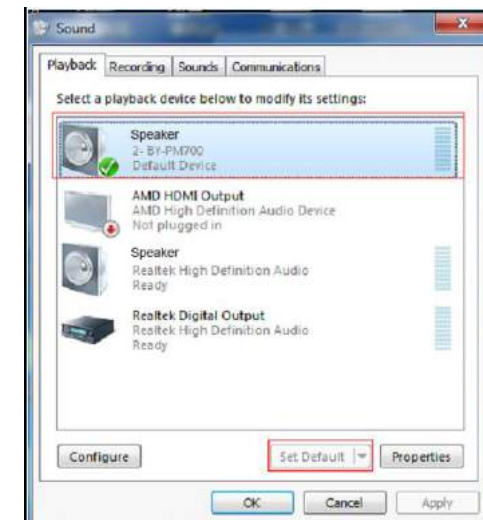 Sound
Playback Recording Sounds Communications
Select a playback device below to modify its settings:
Speaker
2- BY-PM700
Default Device
AMD HDMI Output
AMD High Definition Audio Device
Not plugged in
Speaker
Realtek High Definition Audio
Ready
Realtek Digital Output
Realtek High Definition Audio
Ready
Configure Set Default Properties
OK Cancel Apply